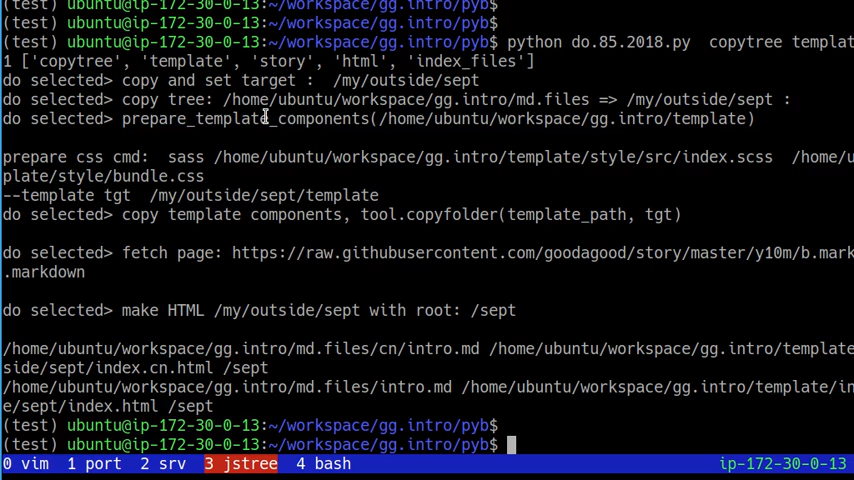 (test) ubuntu@ip-172-30-0-13:~/workspace/gg.intro/pyb$
(test) ubuntu@ip-172-30-0-13:~/workspace/gg.intro/pyb$
(test) ubuntu@ip-172-30-0-13:~/workspace/gg.intro/pyb$ python do.85.2018.py  copytree templat
1 ['copytree', 'template', 'story', 'html', 'index_files']
do selected> copy and set target :  /my/outside/sept
do selected> copy tree: /home/ubuntu/workspace/gg.intro/md.files => /my/outside/sept :
do selected> prepare_template_components(/home/ubuntu/workspace/gg.intro/template)
prepare css cmd:  sass /home/ubuntu/workspace/gg.intro/template/style/src/index.scss  /home/u
plate/style/bundle.css
--template tgt  /my/outside/sept/template
do selected> copy template components, tool.copyfolder(template_path, tgt)
do selected> fetch page: https://raw.githubusercontent.com/goodagood/story/master/y10m/b.mark
.markdown
do selected> make HTML /my/outside/sept with root: /sept
/home/ubuntu/workspace/gg.intro/md.files/cn/intro.md /home/ubuntu/workspace/gg.intro/template
side/sept/index.cn.html /sept
/home/ubuntu/workspace/gg.intro/md.files/intro.md /home/ubuntu/workspace/gg.intro/template/in
e/sept/index.html /sept
(test) ubuntu@ip-172-30-0-13:~/workspace/gg.intro/pyb$
(test) ubuntu@ip-172-30-0-13:~/workspace/gg.intro/pyb$
0 vim  1 port  2 srv  3 jstree  4 bash ip-172-30-0-13